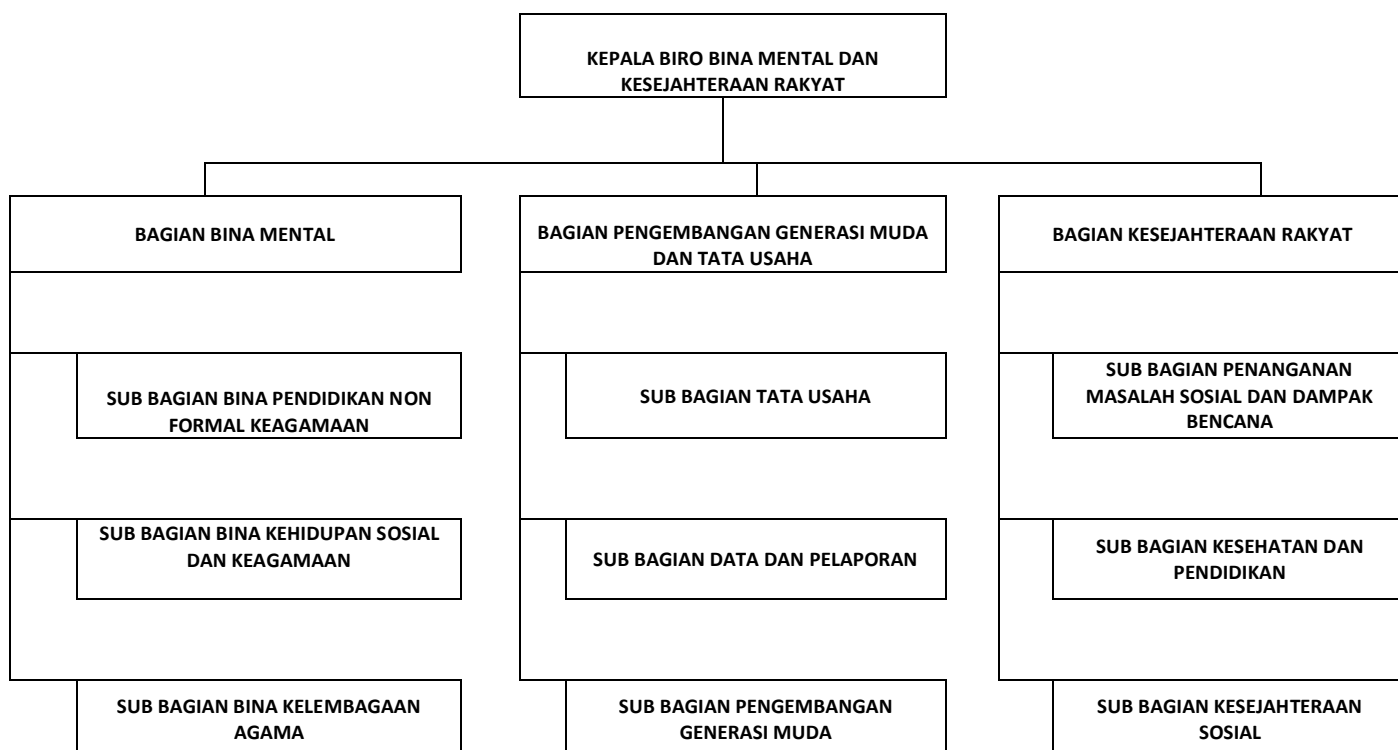 KEPALA BIRO BINA MENTAL DAN
KESEJAHTERAAN RAKYAT
BAGIAN BINA MENTAL
BAGIAN PENGEMBANGAN GENERASI MUDA
DAN TATA USAHA
BAGIAN KESEJAHTERAAN RAKYAT
SUB BAGIAN BINA PENDIDIKAN NON
FORMAL KEAGAMAAN
SUB BAGIAN TATA USAHA
SUB BAGIAN PENANGANAN
MASALAH SOSIAL DAN DAMPAK
BENCANA
SUB BAGIAN BINA KEHIDUPAN SOSIAL
DAN KEAGAMAAN
SUB BAGIAN DATA DAN PELAPORAN
SUB BAGIAN KESEHATAN DAN
PENDIDIKAN
SUB BAGIAN BINA KELEMBAGAAN
AGAMA
SUB BAGIAN PENGEMBANGAN
GENERASI MUDA
SUB BAGIAN KESEJAHTERAAN
SOSIAL